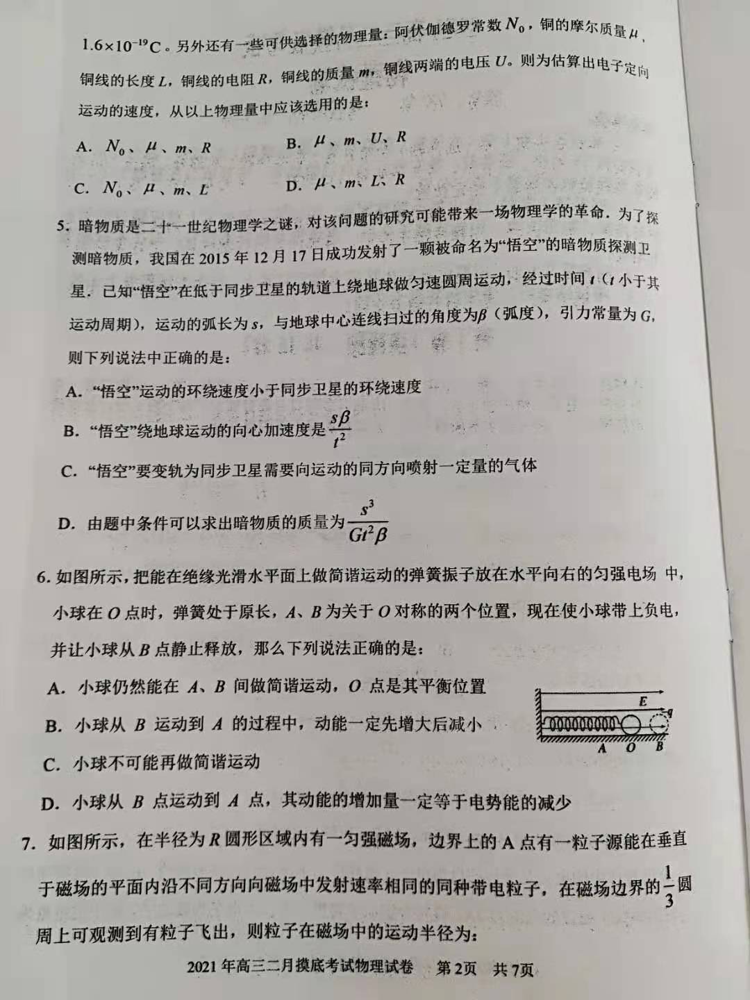 1.6×10⁻¹⁹C。另外还有一些可供选择的物理量：阿伏伽德罗常数 N₀，铜的摩尔质量μ，
铜线的长度 L，铜线的电阻 R，铜线的质量 m，铜线两端的电压 U。则为估算出电子定向
运动的速度，从以上物理量中应该选用的是：
A．N₀、μ、m、R B．μ、m、U、R
C．N₀、μ、m、L D．μ、m、L、R
5．暗物质是二十一世纪物理学之谜，对该问题的研究可能带来一场物理学的革命．为了探
测暗物质，我国在 2015 年 12 月 17 日成功发射了一颗被命名为“悟空”的暗物质探测卫
星．已知“悟空”在低于同步卫星的轨道上绕地球做匀速圆周运动，经过时间 t（t 小于其
运动周期），运动的弧长为 s，与地球中心连线扫过的角度为β（弧度），引力常量为 G，
则下列说法中正确的是：
A．“悟空”运动的环绕速度小于同步卫星的环绕速度
B．“悟空”绕地球运动的向心加速度是 sβ/t²
C．“悟空”要变轨为同步卫星需要向运动的同方向喷射一定量的气体
D．由题中条件可以求出暗物质的质量为 s³/Gt²β
6．如图所示，把能在绝缘光滑水平面上做简谐运动的弹簧振子放在水平向右的匀强电场 中，
小球在 O 点时，弹簧处于原长，A、B 为关于 O 对称的两个位置，现在使小球带上负电，
并让小球从 B 点静止释放，那么下列说法正确的是：
A．小球仍然能在 A、B 间做简谐运动，O 点是其平衡位置
B．小球从 B 运动到 A 的过程中，动能一定先增大后减小
C．小球不可能再做简谐运动
D．小球从 B 点运动到 A 点，其动能的增加量一定等于电势能的减少
E
q
A O B
7．如图所示，在半径为 R 圆形区域内有一匀强磁场，边界上的 A 点有一粒子源能在垂直
于磁场的平面内沿不同方向向磁场中发射速率相同的同种带电粒子，在磁场边界的 1/3 圆
周上可观测到有粒子飞出，则粒子在磁场中的运动半径为：
2021 年高三二月摸底考试物理试卷 第 2页 共 7页